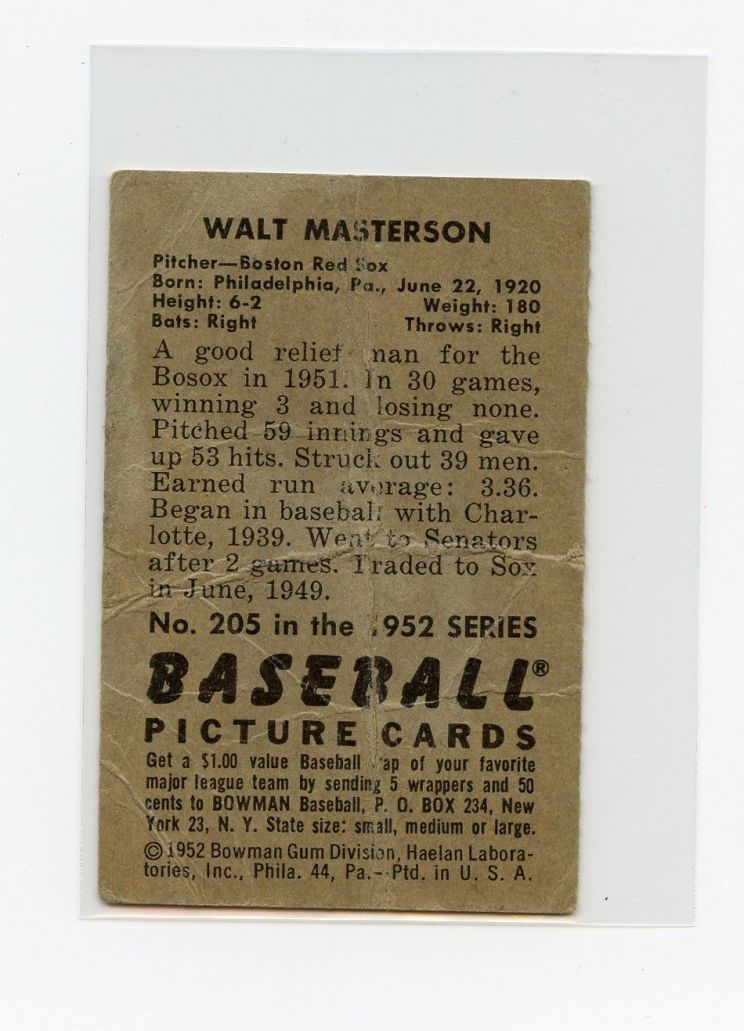 WALT MASTERSON
Pitcher—Boston Red Sox
Born: Philadelphia, Pa., June 22, 1920
Height: 6-2 Weight: 180
Bats: Right Throws: Right
A good relief man for the
Bosox in 1951. In 30 games,
winning 3 and losing none.
Pitched 59 innings and gave
up 53 hits. Struck out 39 men.
Earned run average: 3.36.
Began in baseball with Char-
lotte, 1939. Went to Senators
after 2 games. Traded to Sox
in June, 1949.
No. 205 in the 1952 SERIES
BASEBALL®
PICTURE CARDS
Get a $1.00 value Baseball Cap of your favorite
major league team by sending 5 wrappers and 50
cents to BOWMAN Baseball, P. O. BOX 234, New
York 23, N. Y. State size: small, medium or large.
© 1952 Bowman Gum Division, Haelan Labora-
tories, Inc., Phila. 44, Pa.—Ptd. in U. S. A.